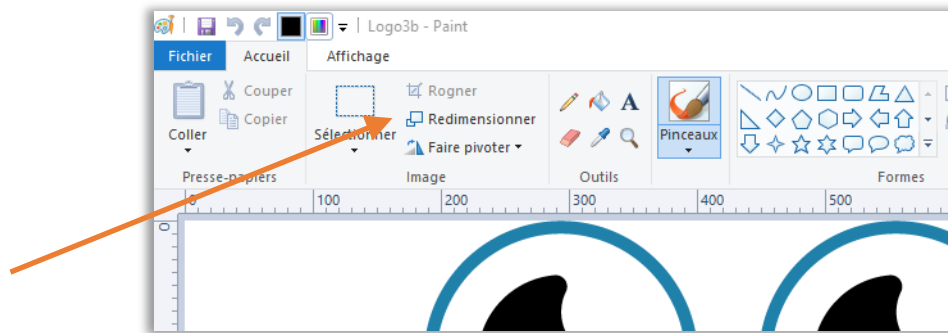 Logo3b - Paint
Fichier Accueil Affichage
Couper
Copier
Coller
Presse-papiers
Sélectionner
Rogner
Redimensionner
Faire pivoter
Image
A
Outils
Pinceaux
Formes
0 100 200 300 400 500
0